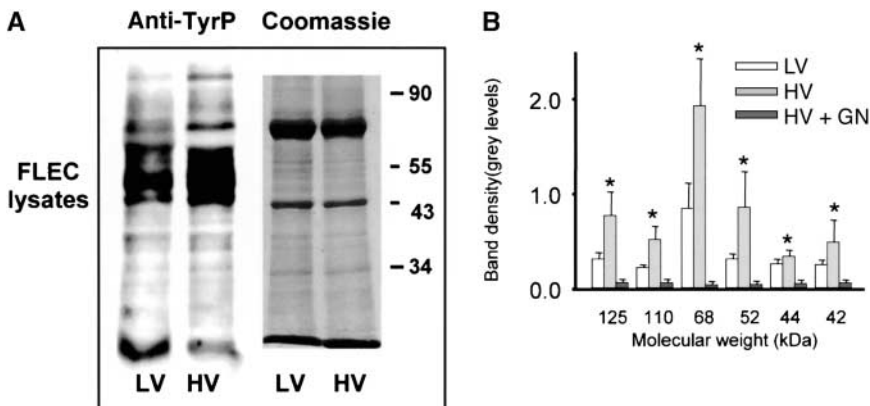 A
Anti-TyrP Coomassie
90
55
43
34
FLEC
lysates
LV HV LV HV
B
Band density(grey levels)
2.0
1.0
0.0
* * * * * *
LV
HV
HV + GN
125 110 68 52 44 42
Molecular weight (kDa)